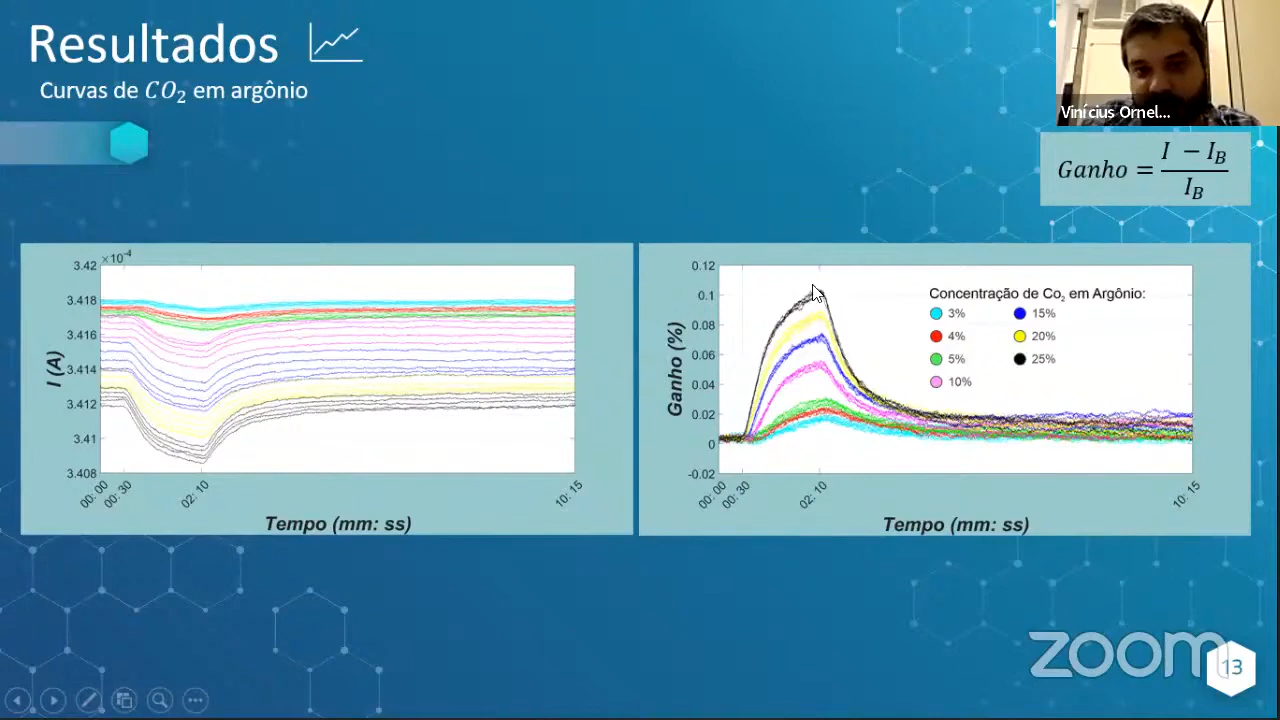 Resultados
Curvas de CO₂ em argônio
Vinícius Ornel...
Ganho = (I − I_B) / I_B
×10⁻⁴
3.42
3.418
3.416
3.414
3.412
3.41
3.408
I (A)
00: 00
00:30
02: 10
10: 15
Tempo (mm: ss)
0.12
0.1
0.08
0.06
0.04
0.02
0
-0.02
Ganho (%)
Concentração de Co₂ em Argônio:
3% 15%
4% 20%
5% 25%
10%
00: 00
00:30
02: 10
10: 15
Tempo (mm: ss)
zoom
13